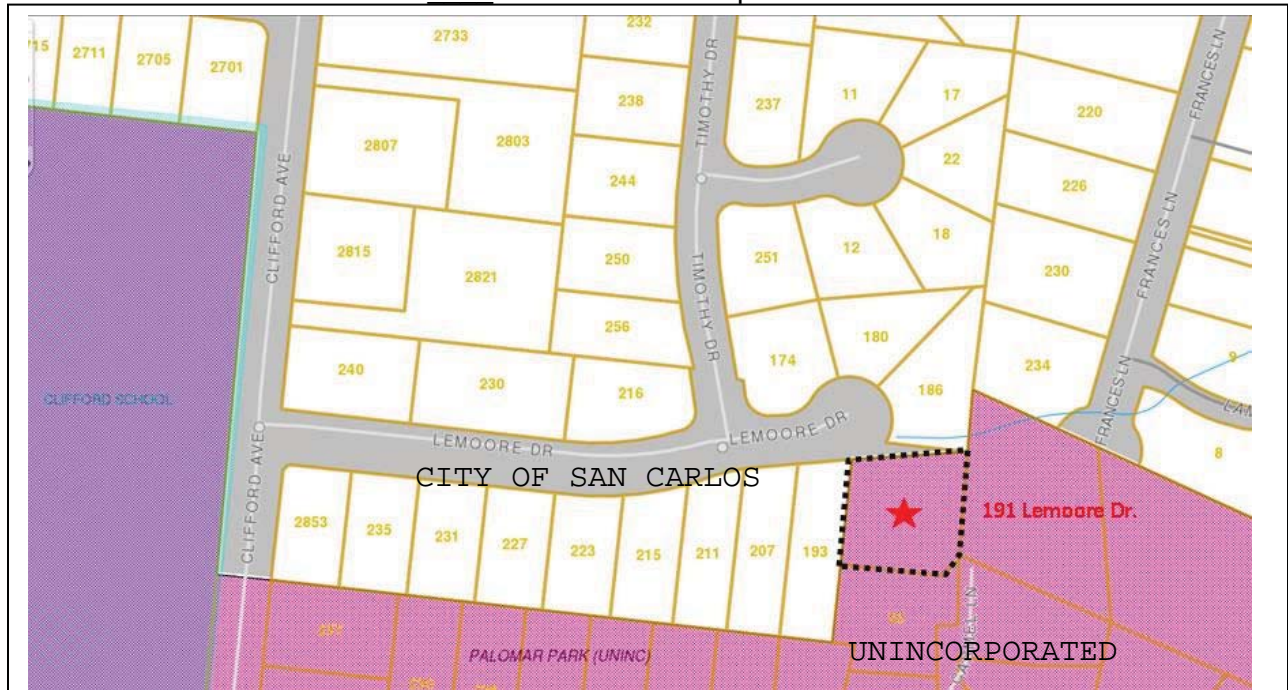 2711
2705
2701
2733
232
238
237
11
17
220
2807
2803
244
22
226
TIMOTHY DR
FRANCES LN
CLIFFORD AVE
2815
2821
250
251
12
18
230
FRANCES LN
256
TIMOTHY DR
174
180
186
234
9
CLIFFORD SCHOOL
240
230
216
FRANCES LN
LEMOORE DR
LEMOORE DR
8
CITY OF SAN CARLOS
CLIFFORD AVE
2853
235
231
227
223
215
211
207
193
191 Lemoore Dr.
PALOMAR PARK (UNINC)
UNINCORPORATED